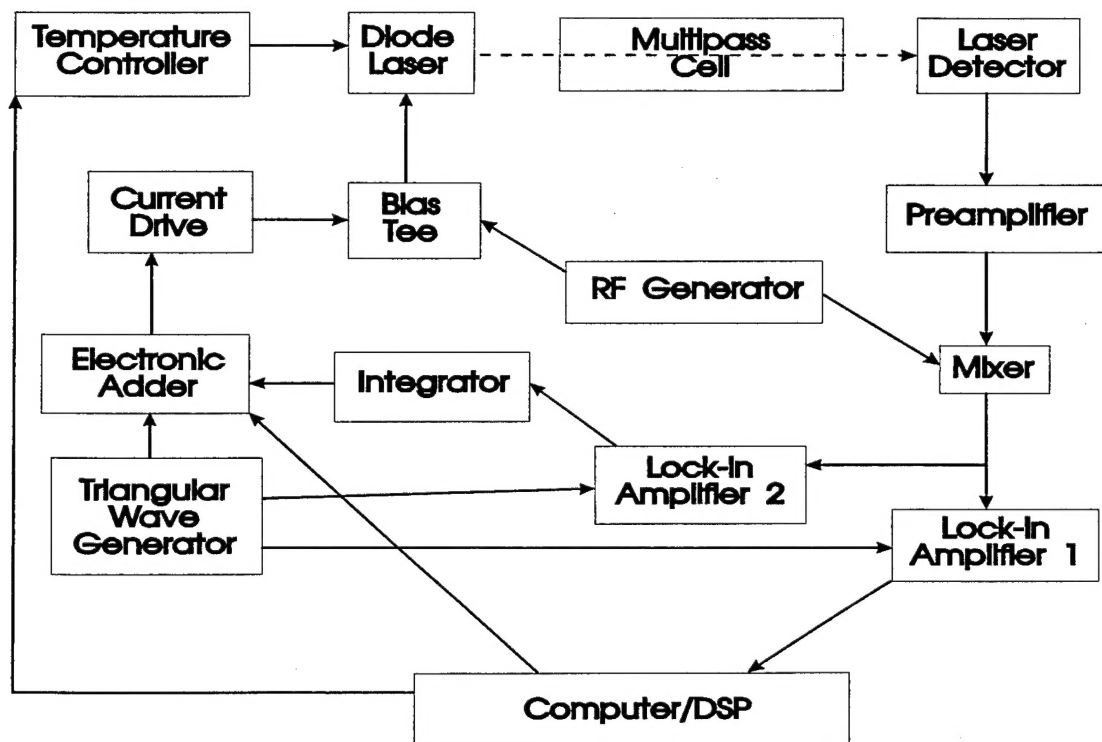 Temperature
Controller
Diode
Laser
Multipass
Cell
Laser
Detector
Current
Drive
Bias
Tee
Preamplifier
RF Generator
Electronic
Adder
Integrator
Mixer
Triangular
Wave
Generator
Lock-In
Amplifier 2
Lock-In
Amplifier 1
Computer/DSP